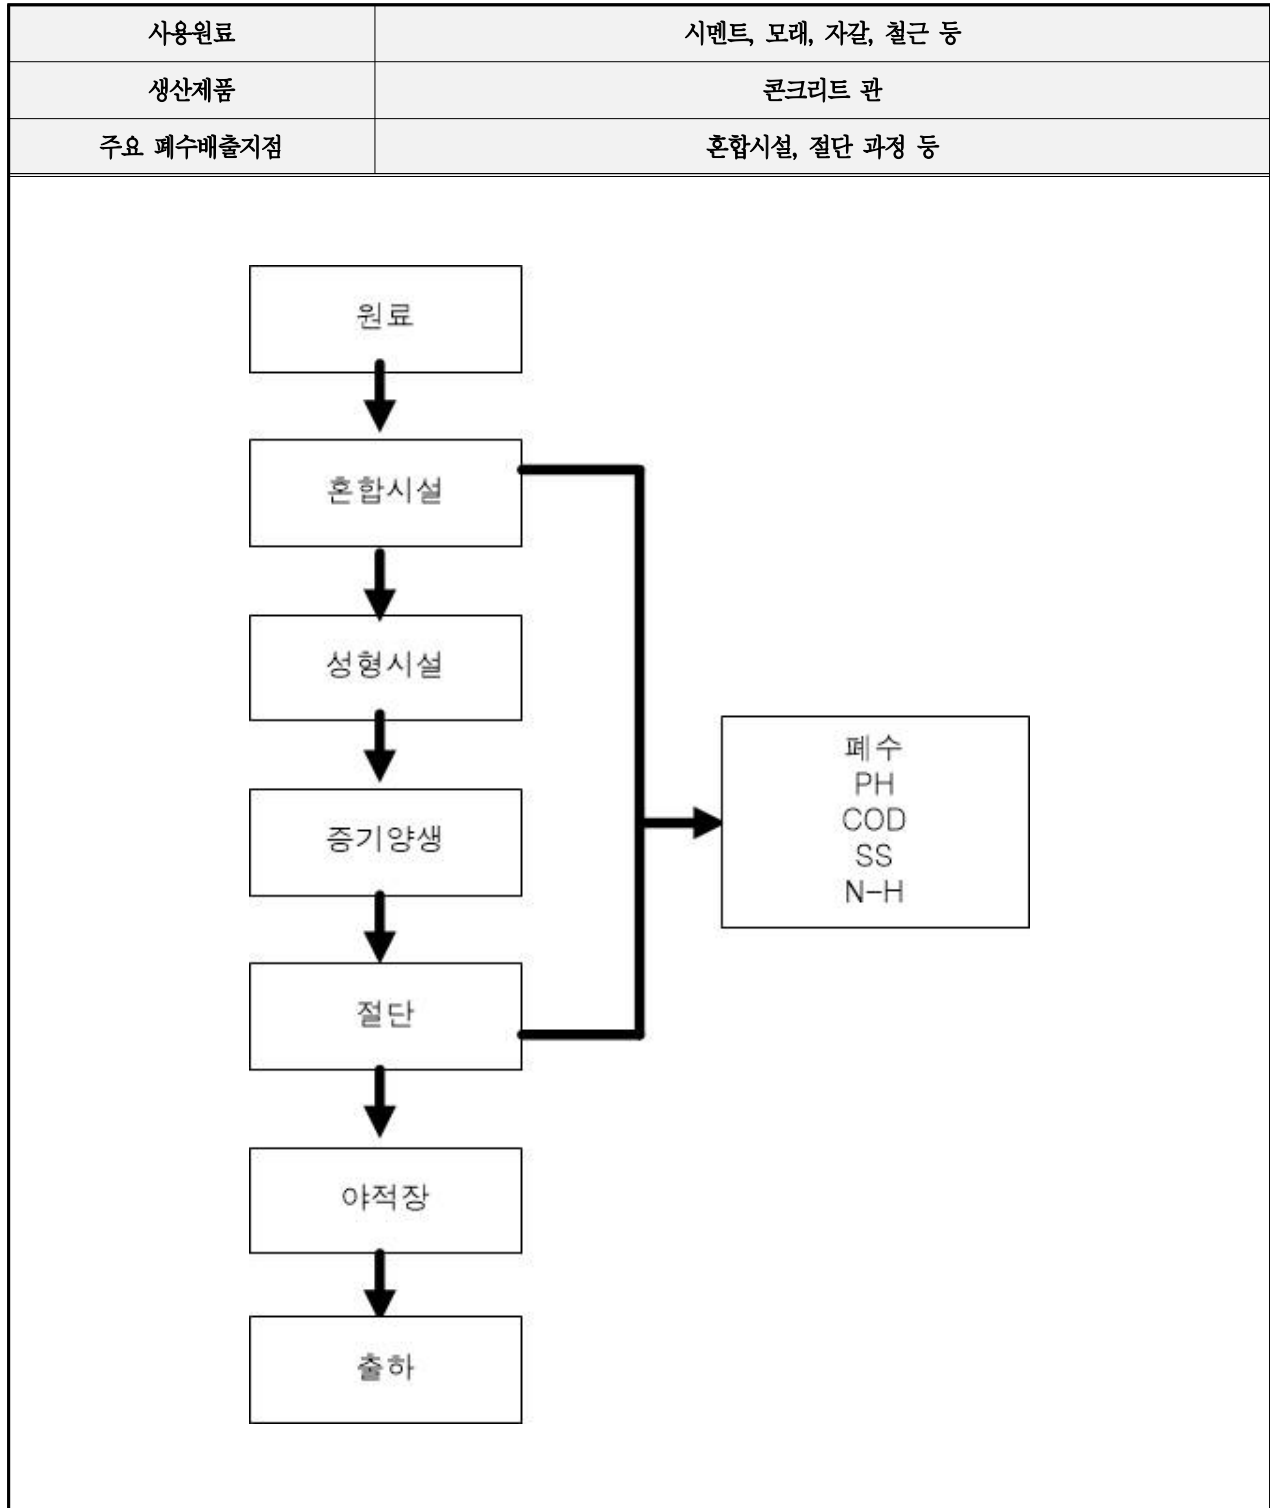 사용원료 시멘트, 모래, 자갈, 철근 등
생산제품 콘크리트 관
주요 폐수배출지점 혼합시설, 절단 과정 등
원료
혼합시설
성형시설
증기양생
절단
야적장
출하
폐수
PH
COD
SS
N-H